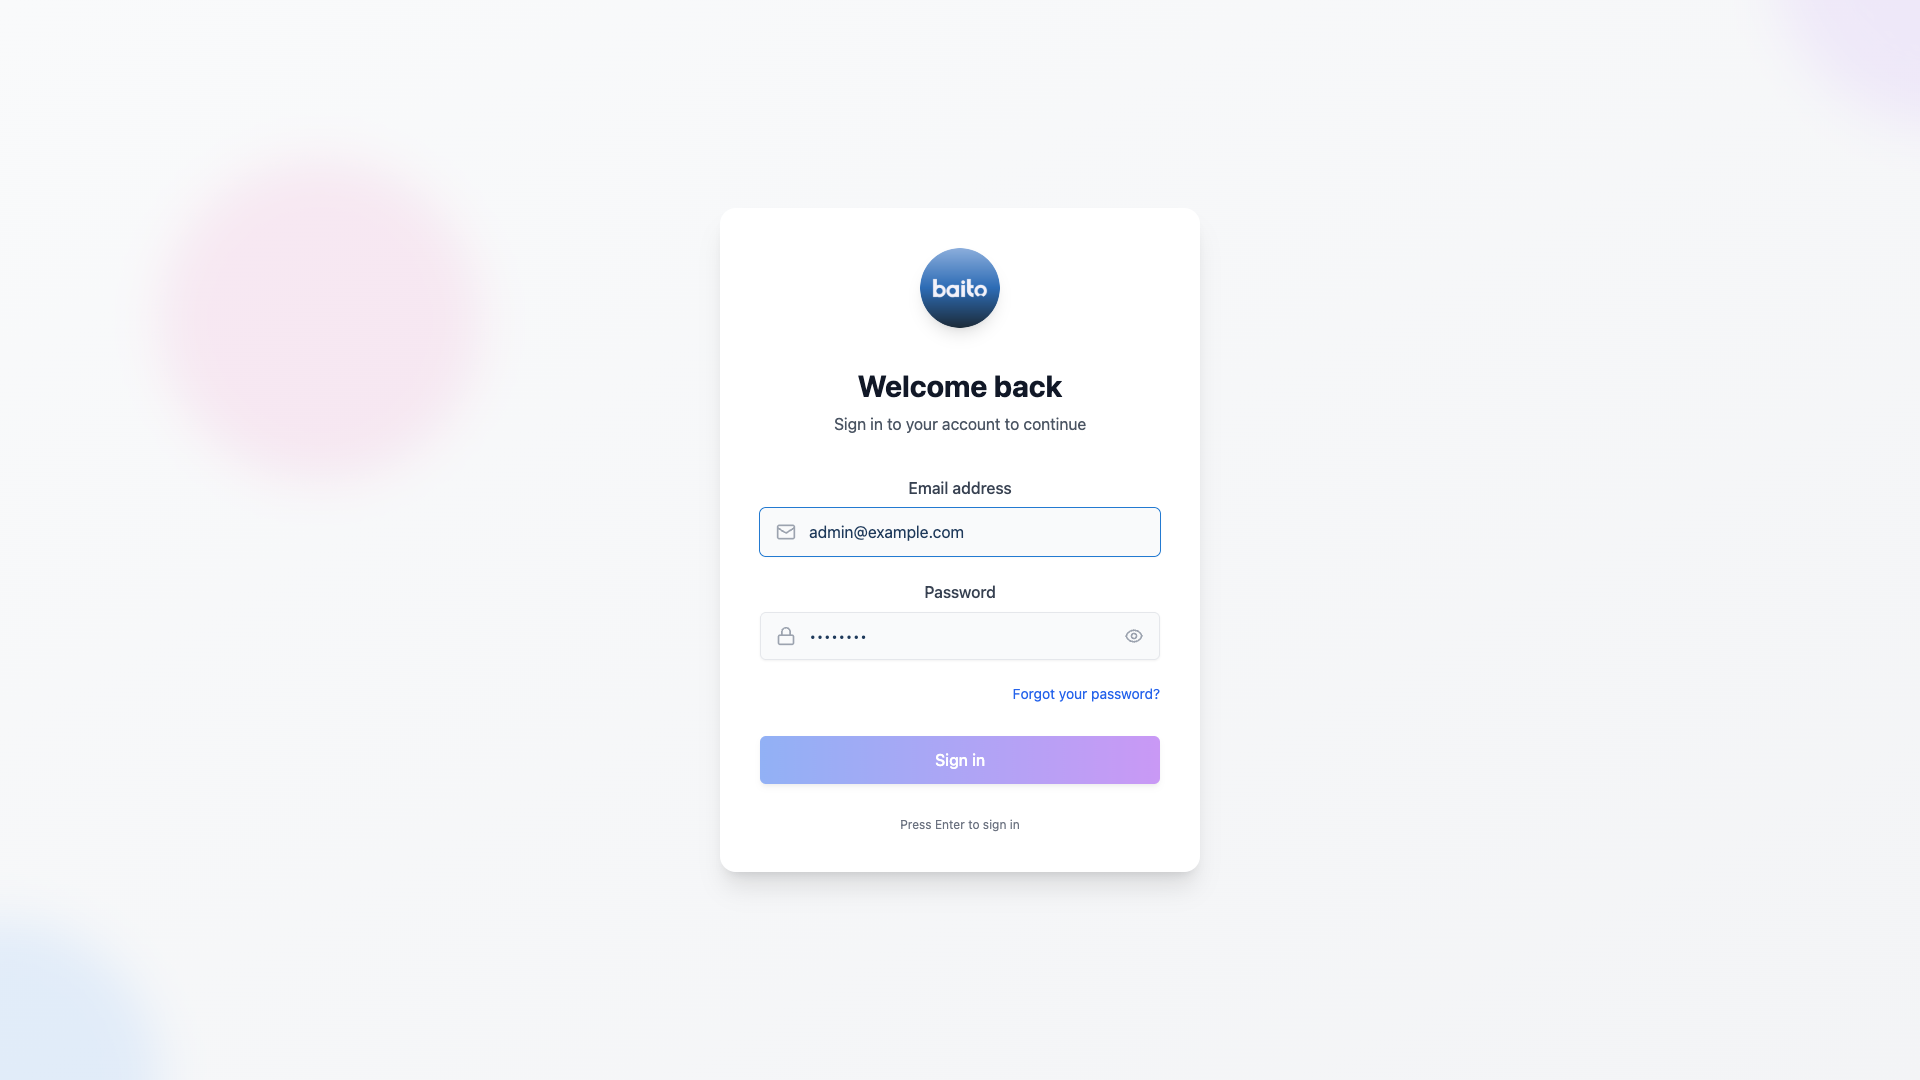 baito
Welcome back
Sign in to your account to continue
Email address
admin@example.com
Password
••••••••
Forgot your password?
Sign in
Press Enter to sign in